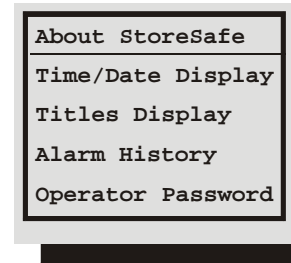 About StoreSafe
Time/Date Display
Titles Display
Alarm History
Operator Password